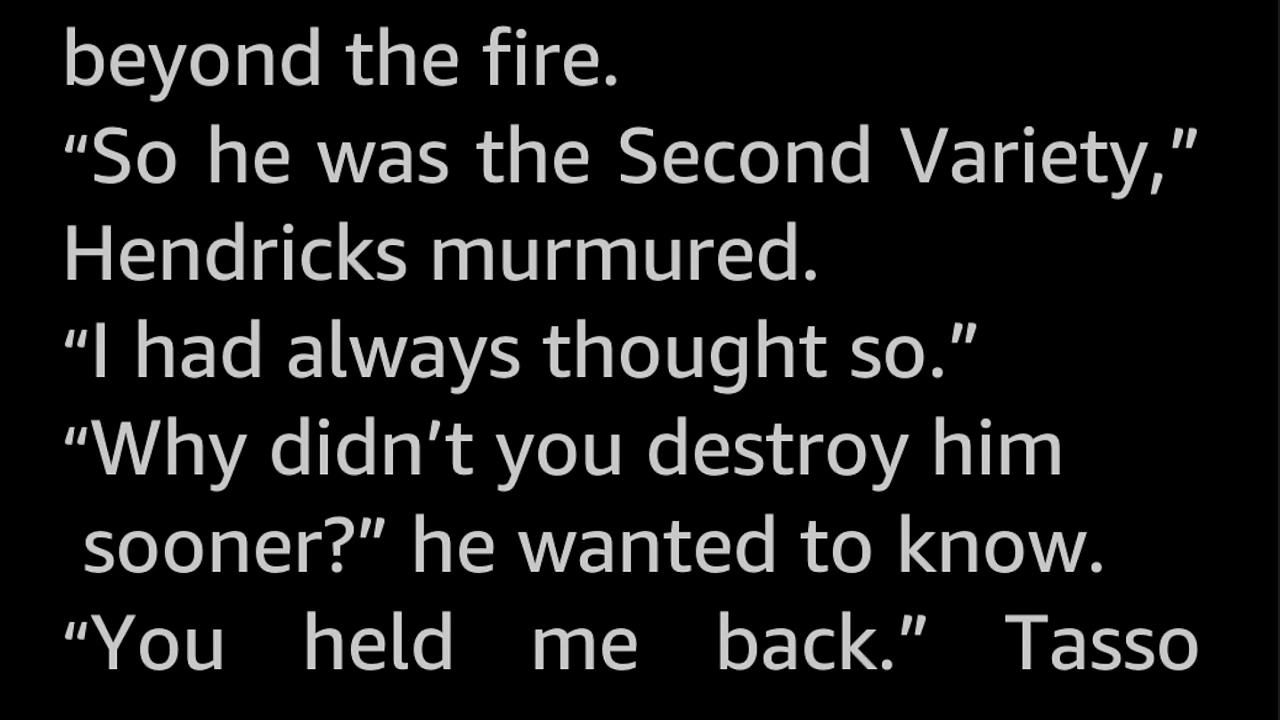 beyond the fire.
“So he was the Second Variety,”
Hendricks murmured.
“I had always thought so.”
“Why didn’t you destroy him
sooner?” he wanted to know.
“You held me back.” Tasso